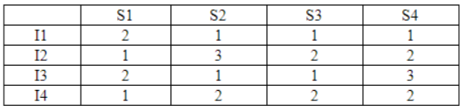 S1 S2 S3 S4
I1 2 1 1 1
I2 1 3 2 2
I3 2 1 1 3
I4 1 2 2 2